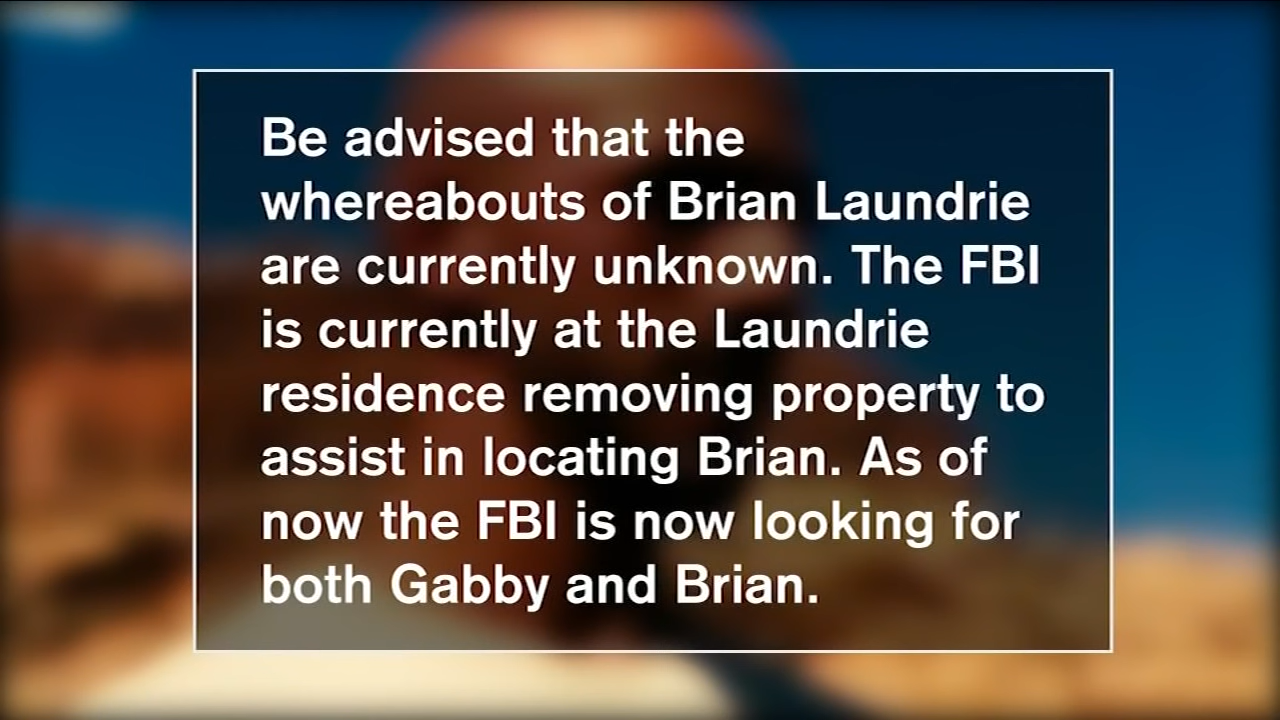 Be advised that the
whereabouts of Brian Laundrie
are currently unknown. The FBI
is currently at the Laundrie
residence removing property to
assist in locating Brian. As of
now the FBI is now looking for
both Gabby and Brian.